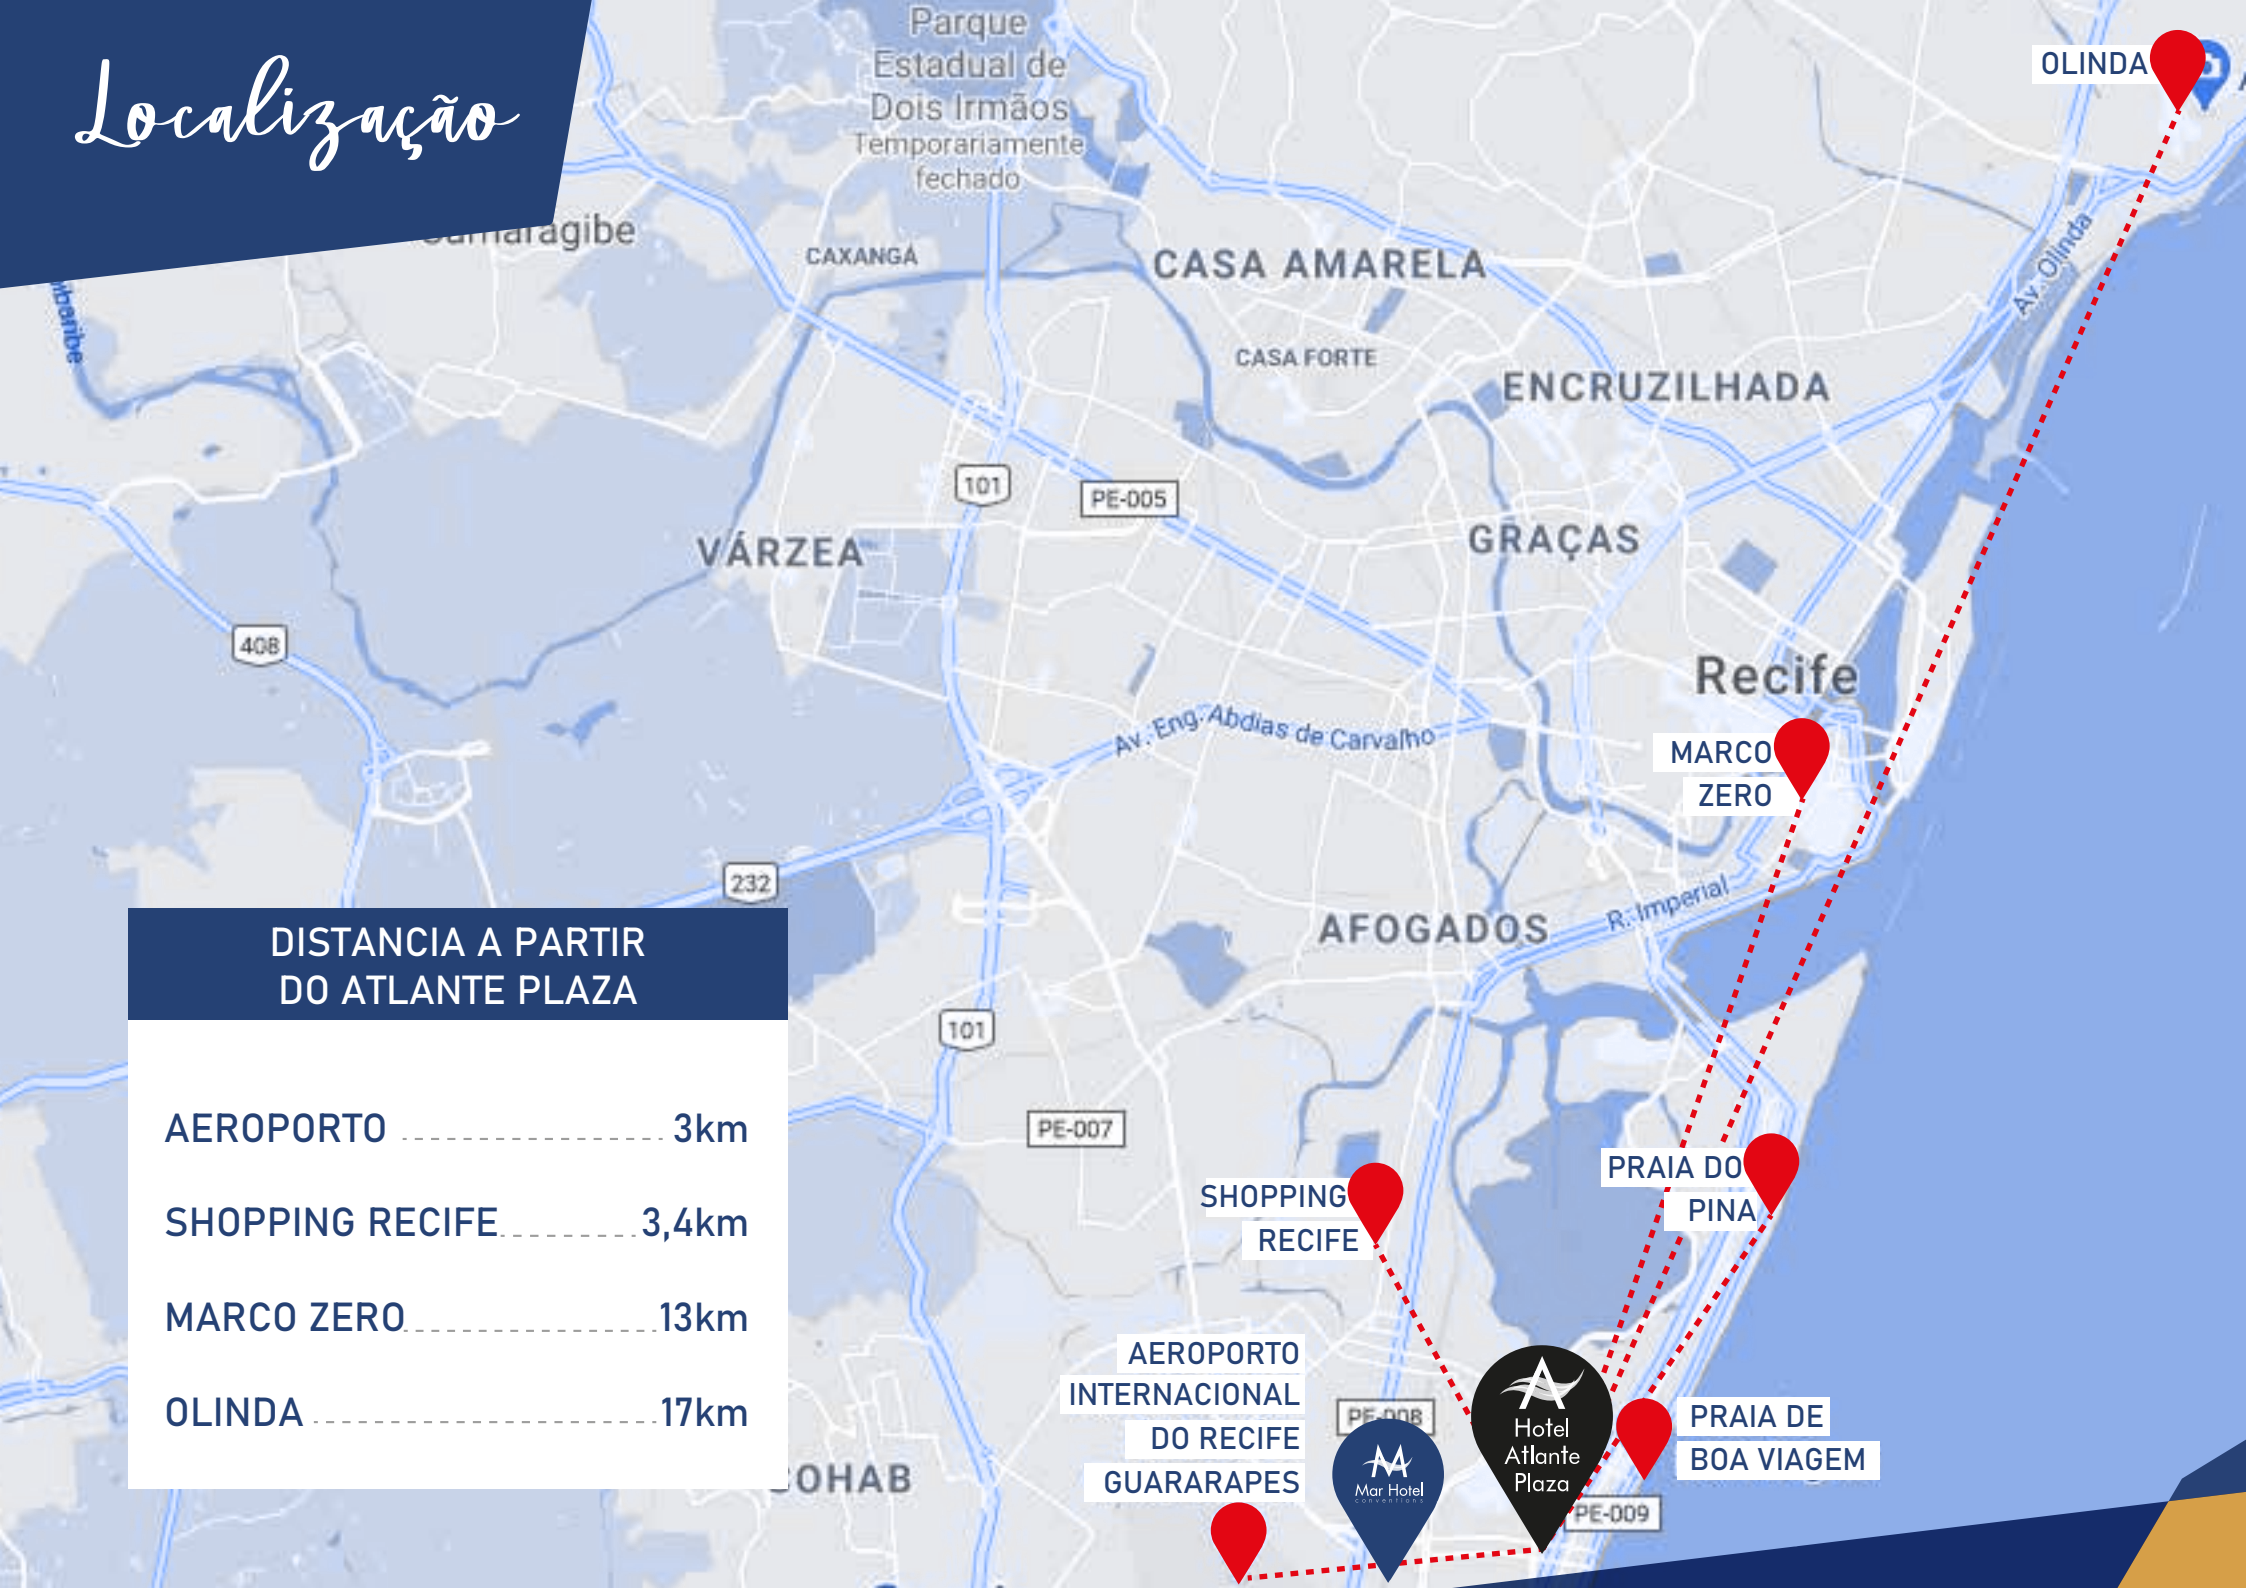 Localização
Parque
Estadual de
Dois Irmãos
Temporariamente
fechado
OLINDA
CAXANGÁ
CASA AMARELA
Av. Olinda
CASA FORTE
ENCRUZILHADA
101
PE-005
VÁRZEA
GRAÇAS
408
Recife
Av. Eng. Abdias de Carvalho
MARCO
ZERO
232
R. Imperial
AFOGADOS
DISTANCIA A PARTIR
DO ATLANTE PLAZA
AEROPORTO 3km
SHOPPING RECIFE 3,4km
MARCO ZERO 13km
OLINDA 17km
101
PE-007
SHOPPING
RECIFE
PRAIA DO
PINA
AEROPORTO
INTERNACIONAL
DO RECIFE
GUARARAPES
PE-008
Mar Hotel
conventions
Hotel
Atlante
Plaza
PRAIA DE
BOA VIAGEM
PE-009